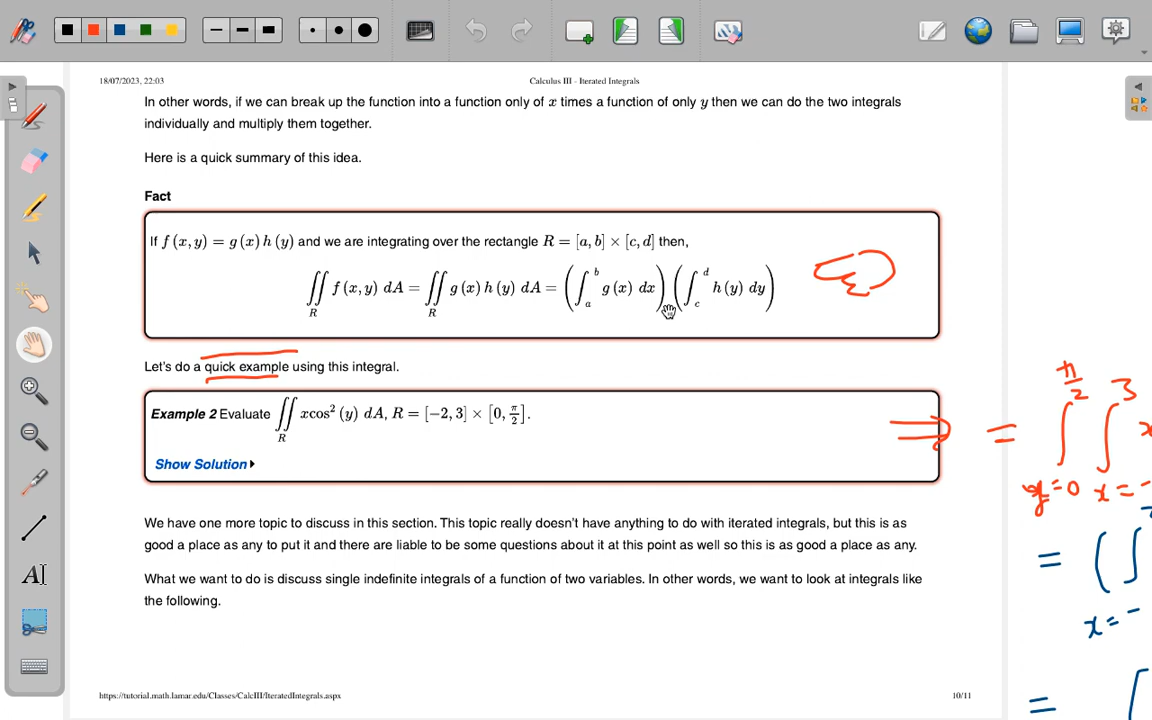 18/07/2023, 22:03 Calculus III - Iterated Integrals
In other words, if we can break up the function into a function only of x times a function of only y then we can do the two integrals
individually and multiply them together.
Here is a quick summary of this idea.
Fact
If f (x, y) = g (x) h (y) and we are integrating over the rectangle R = [a, b] × [c, d] then,
∬_R f (x, y) dA = ∬_R g (x) h (y) dA = (∫_a^b g (x) dx) (∫_c^d h (y) dy)
Let's do a quick example using this integral.
Example 2 Evaluate ∬_R xcos² (y) dA, R = [−2, 3] × [0, π/2].
Show Solution
⇒ = ∫_{y=0}^{π/2} ∫_{x=-}^{3} x
= ( ∫
x=-
= [
We have one more topic to discuss in this section. This topic really doesn't have anything to do with iterated integrals, but this is as
good a place as any to put it and there are liable to be some questions about it at this point as well so this is as good a place as any.
What we want to do is discuss single indefinite integrals of a function of two variables. In other words, we want to look at integrals like
the following.
https://tutorial.math.lamar.edu/Classes/CalcIII/IteratedIntegrals.aspx 10/11
A